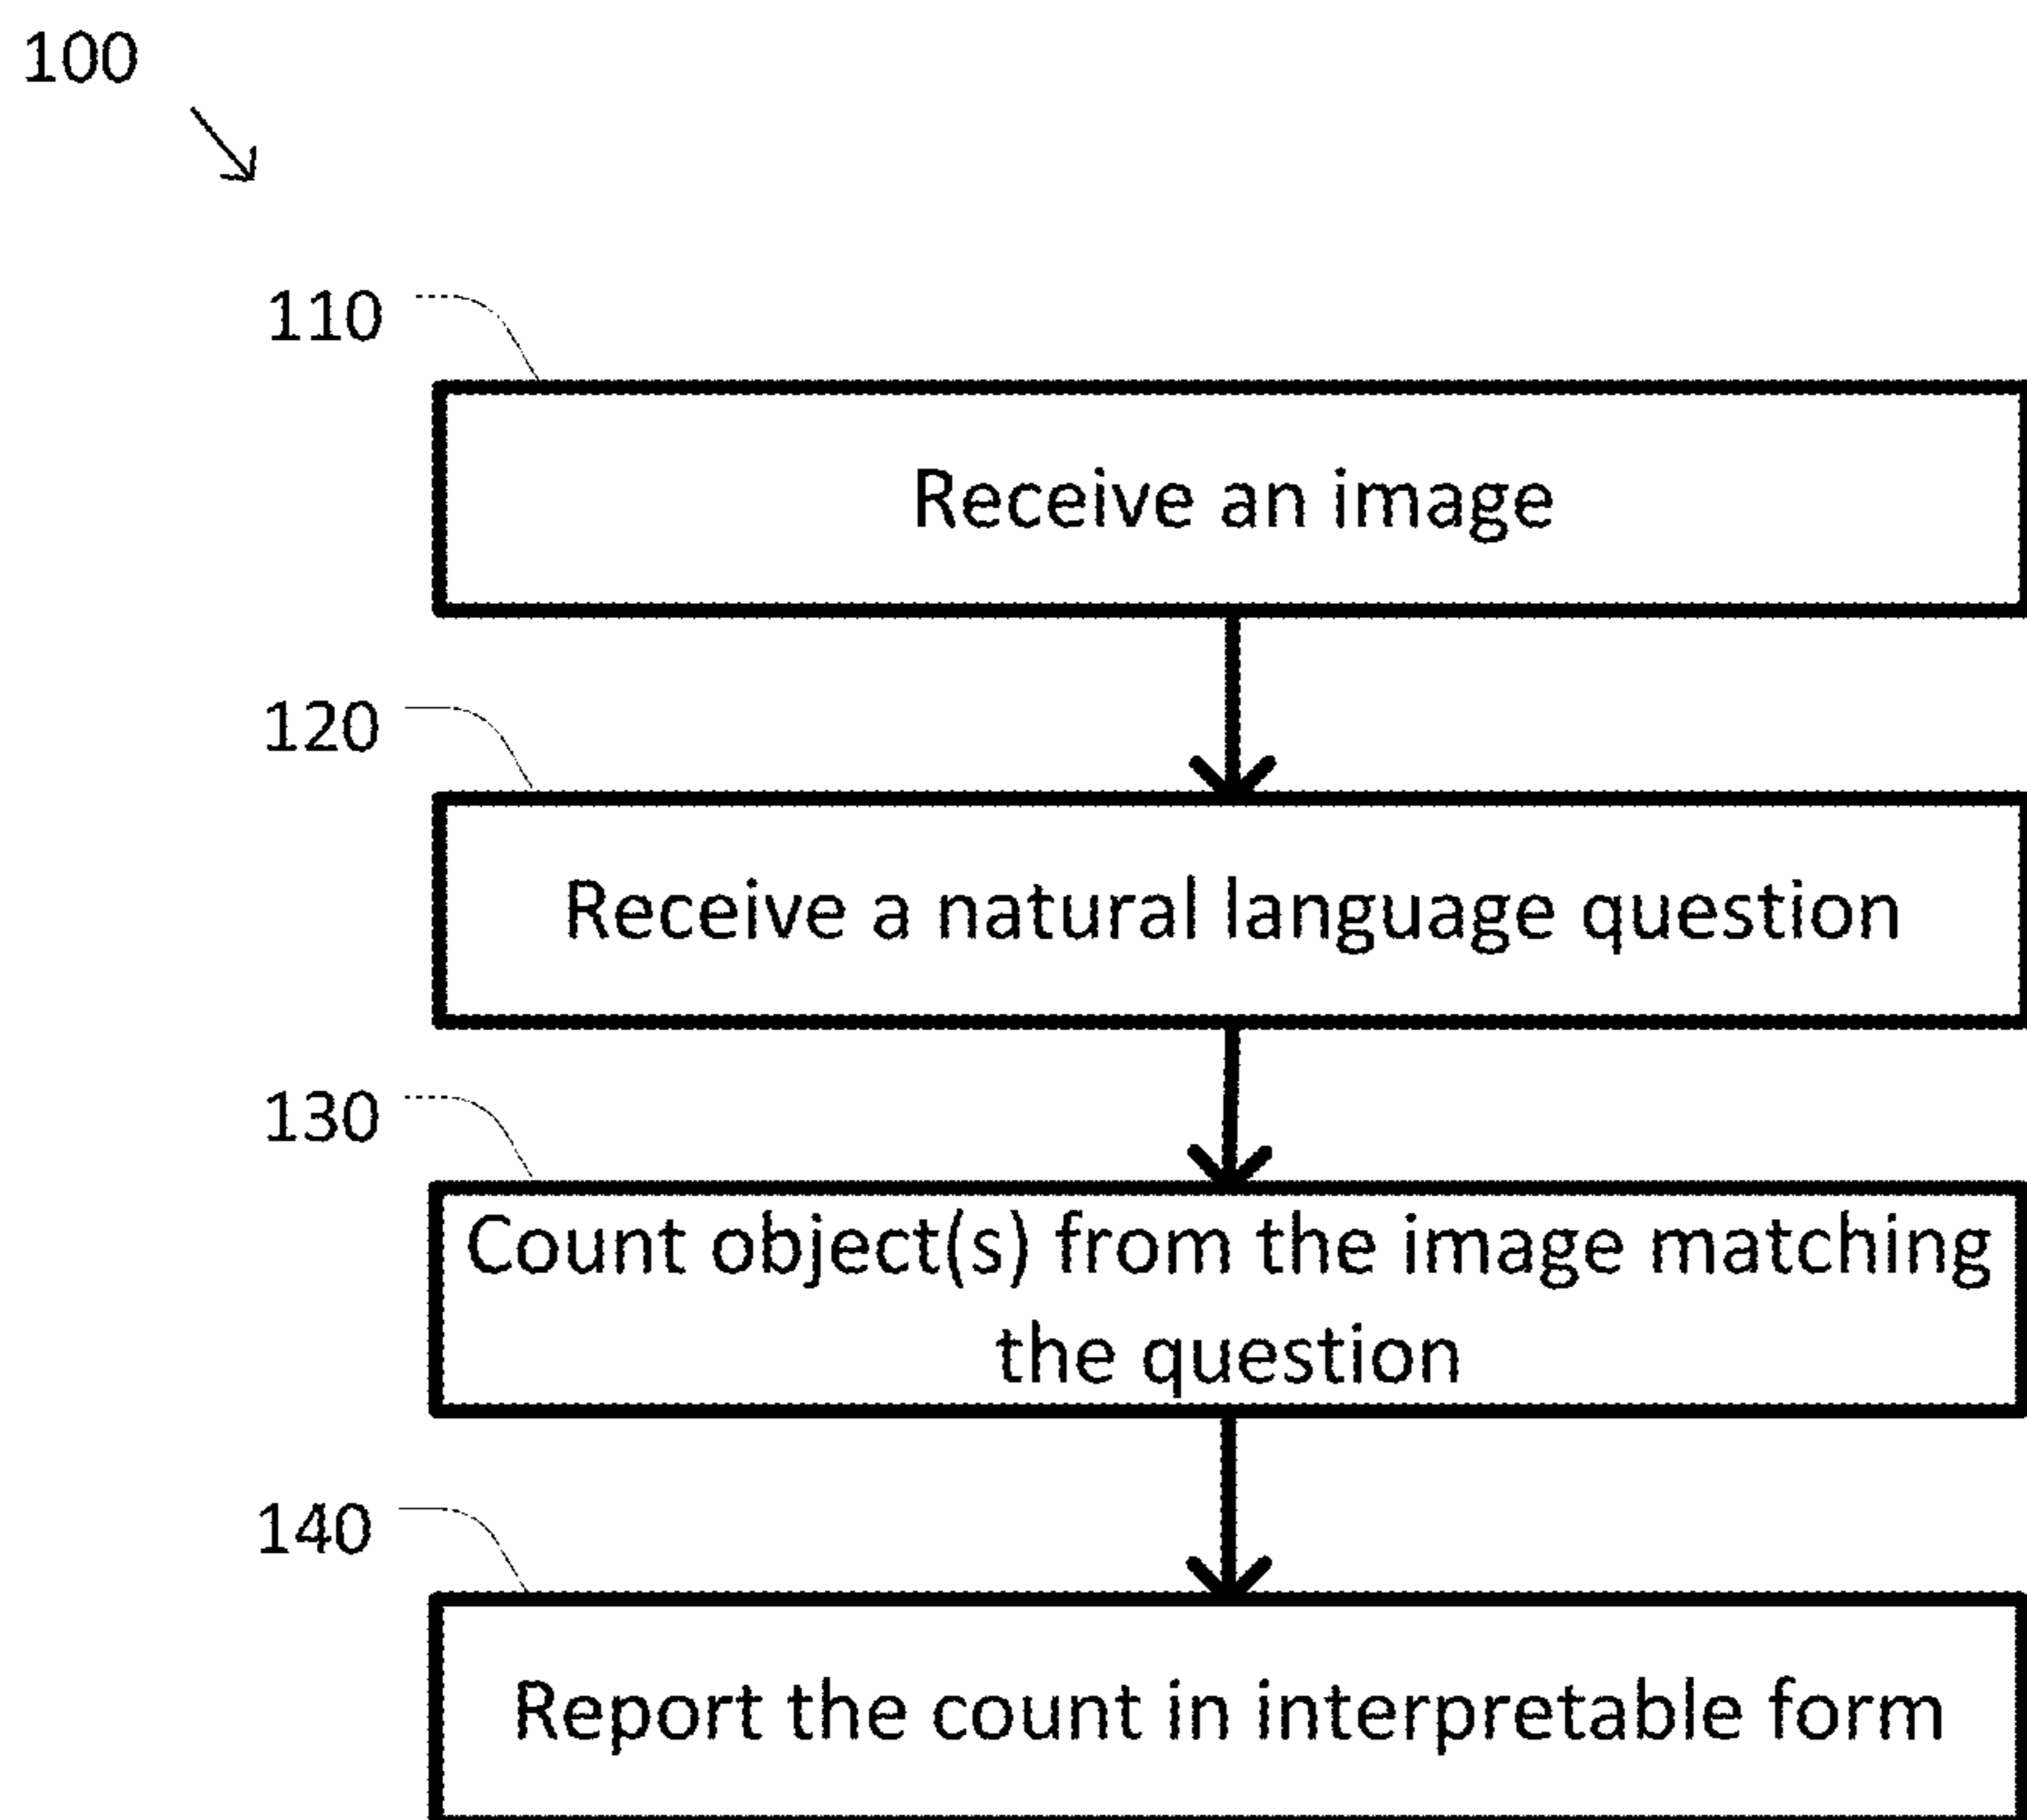 100
110
Receive an image
120
Receive a natural language question
130
Count object(s) from the image matching
the question
140
Report the count in interpretable form